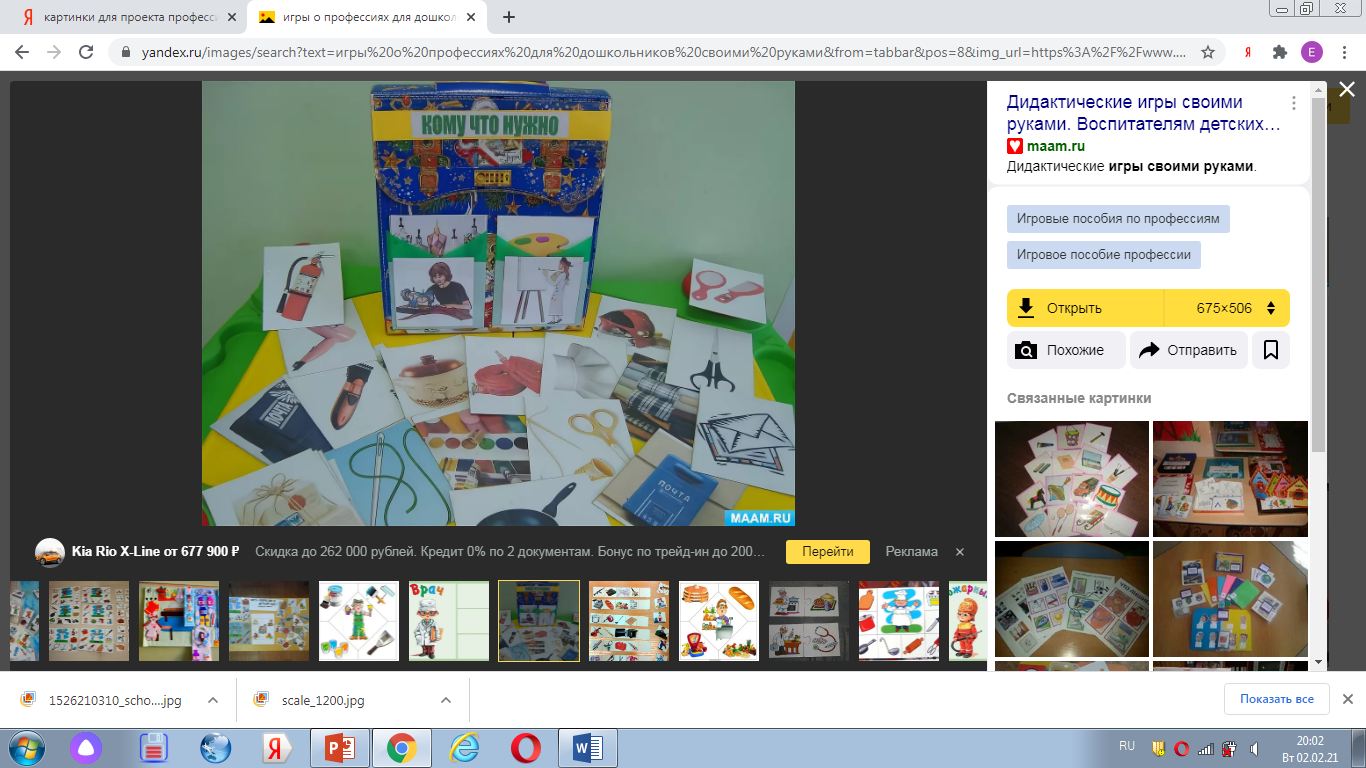 картинки для проекта професси
игры о профессиях для дошкол
yandex.ru/images/search?text=игры%20о%20профессиях%20для%20дошкольников%20своими%20руками&from=tabbar&pos=8&img_url=https%3A%2F%2Fwww....
E
КОМУ ЧТО НУЖНО
ПОЧТА
ПОЧТА
MAAM.RU
Дидактические игры своими
руками. Воспитателям детских...
maam.ru
Дидактические игры своими руками.
Игровые пособия по профессиям
Игровое пособие профессии
Открыть
675×506
Похожие
Отправить
Связанные картинки
Kia Rio X-Line от 677 900 ₽
Скидка до 262 000 рублей. Кредит 0% по 2 документам. Бонус по трейд-ин до 200...
Перейти
Реклама
Врач
1526210310_scho....jpg
scale_1200.jpg
Показать все
RU
20:02
Вт 02.02.21